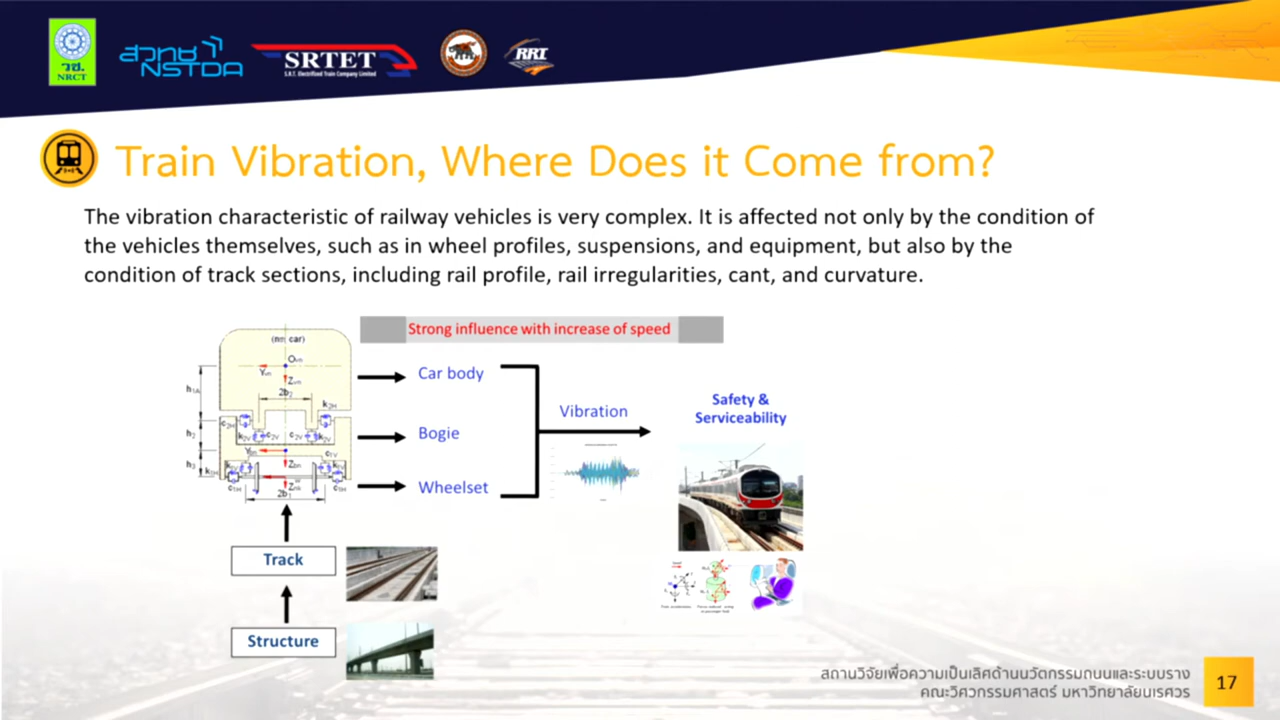 วช.
NRCT
สวทช
NSTDA
SRTET
S.R.T. Electrified Train Company Limited
RRI
Train Vibration, Where Does it Come from?
The vibration characteristic of railway vehicles is very complex. It is affected not only by the condition of
the vehicles themselves, such as in wheel profiles, suspensions, and equipment, but also by the
condition of track sections, including rail profile, rail irregularities, cant, and curvature.
Strong influence with increase of speed
car)
Car body
Bogie
Wheelset
Vibration
Safety &
Serviceability
Track
Structure
สถานวิจัยเพื่อความเป็นเลิศด้านนวัตกรรมถนนและระบบราง
คณะวิศวกรรมศาสตร์ มหาวิทยาลัยนเรศวร
17